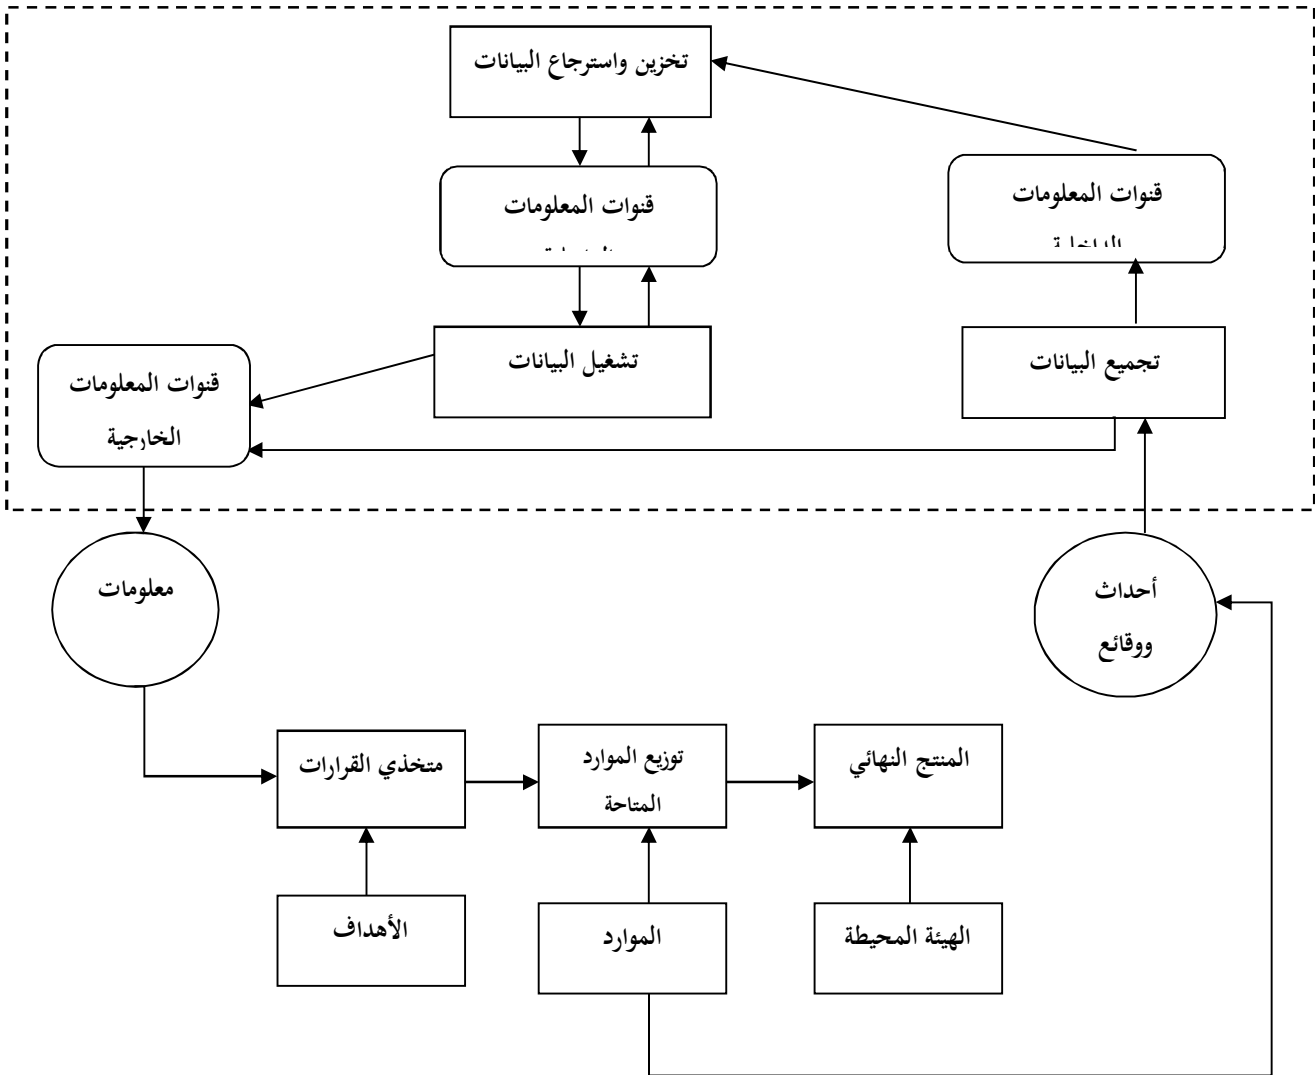 تخزين واسترجاع البيانات
قنوات المعلومات
قنوات المعلومات
الداخلية
تشغيل البيانات
تجميع البيانات
قنوات المعلومات
الخارجية
معلومات
أحداث
ووقائع
متخذي القرارات
توزيع الموارد
المتاحة
المنتج النهائي
الأهداف
الموارد
الهيئة المحيطة